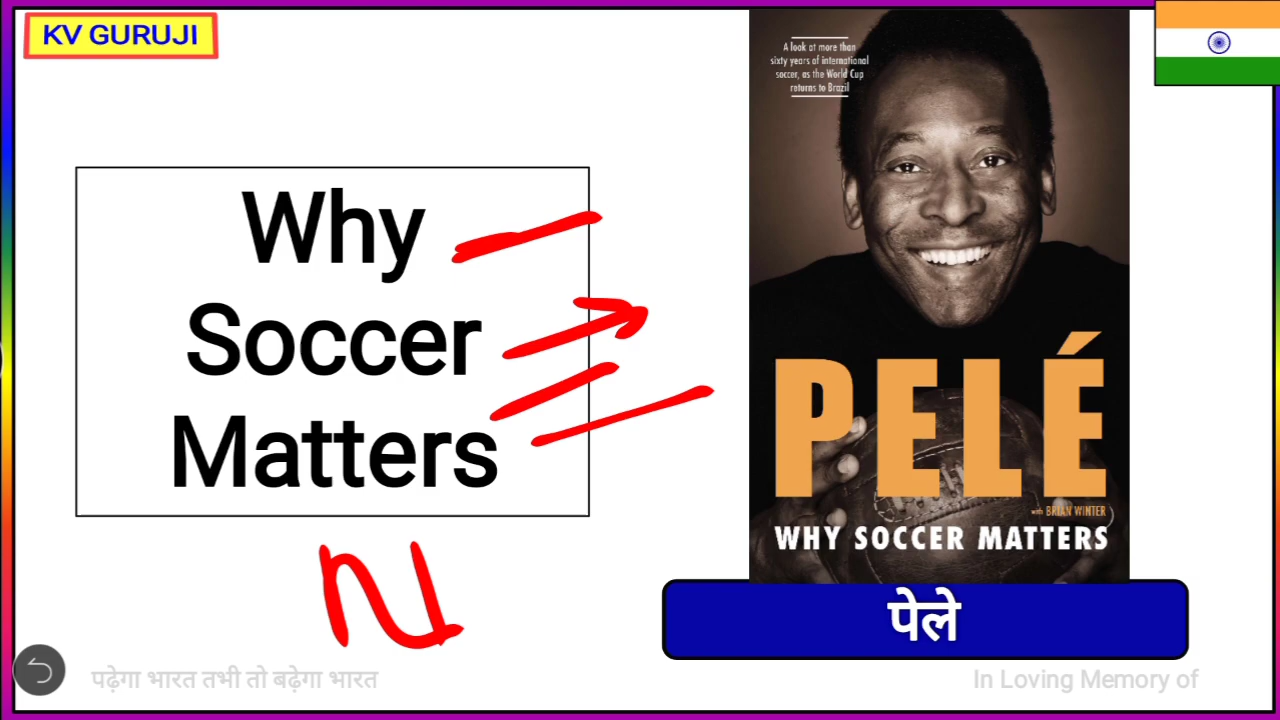 KV GURUJI
Why
Soccer
Matters
A look at more than
sixty years of international
soccer, as the World Cup
returns to Brazil
PELÉ
with BRIAN WINTER
WHY SOCCER MATTERS
पेले
पढ़ेगा भारत तभी तो बढ़ेगा भारत
In Loving Memory of